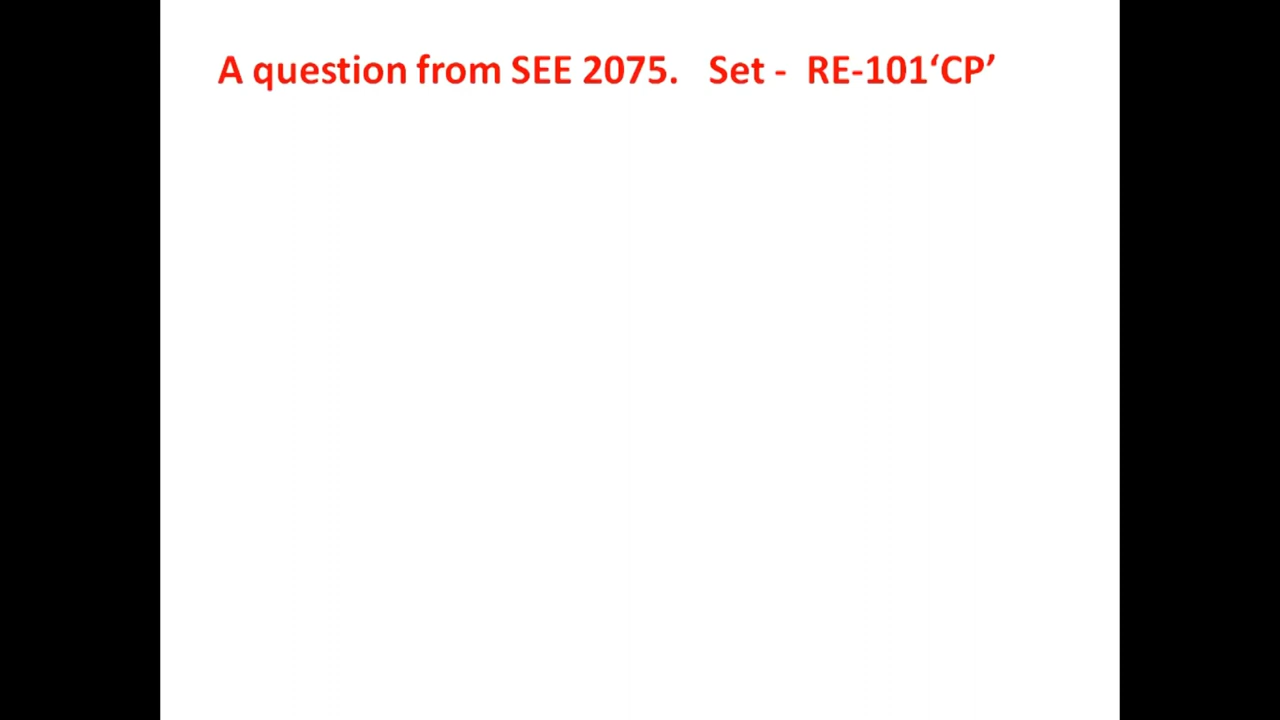 A question from SEE 2075. Set - RE-101‘CP’